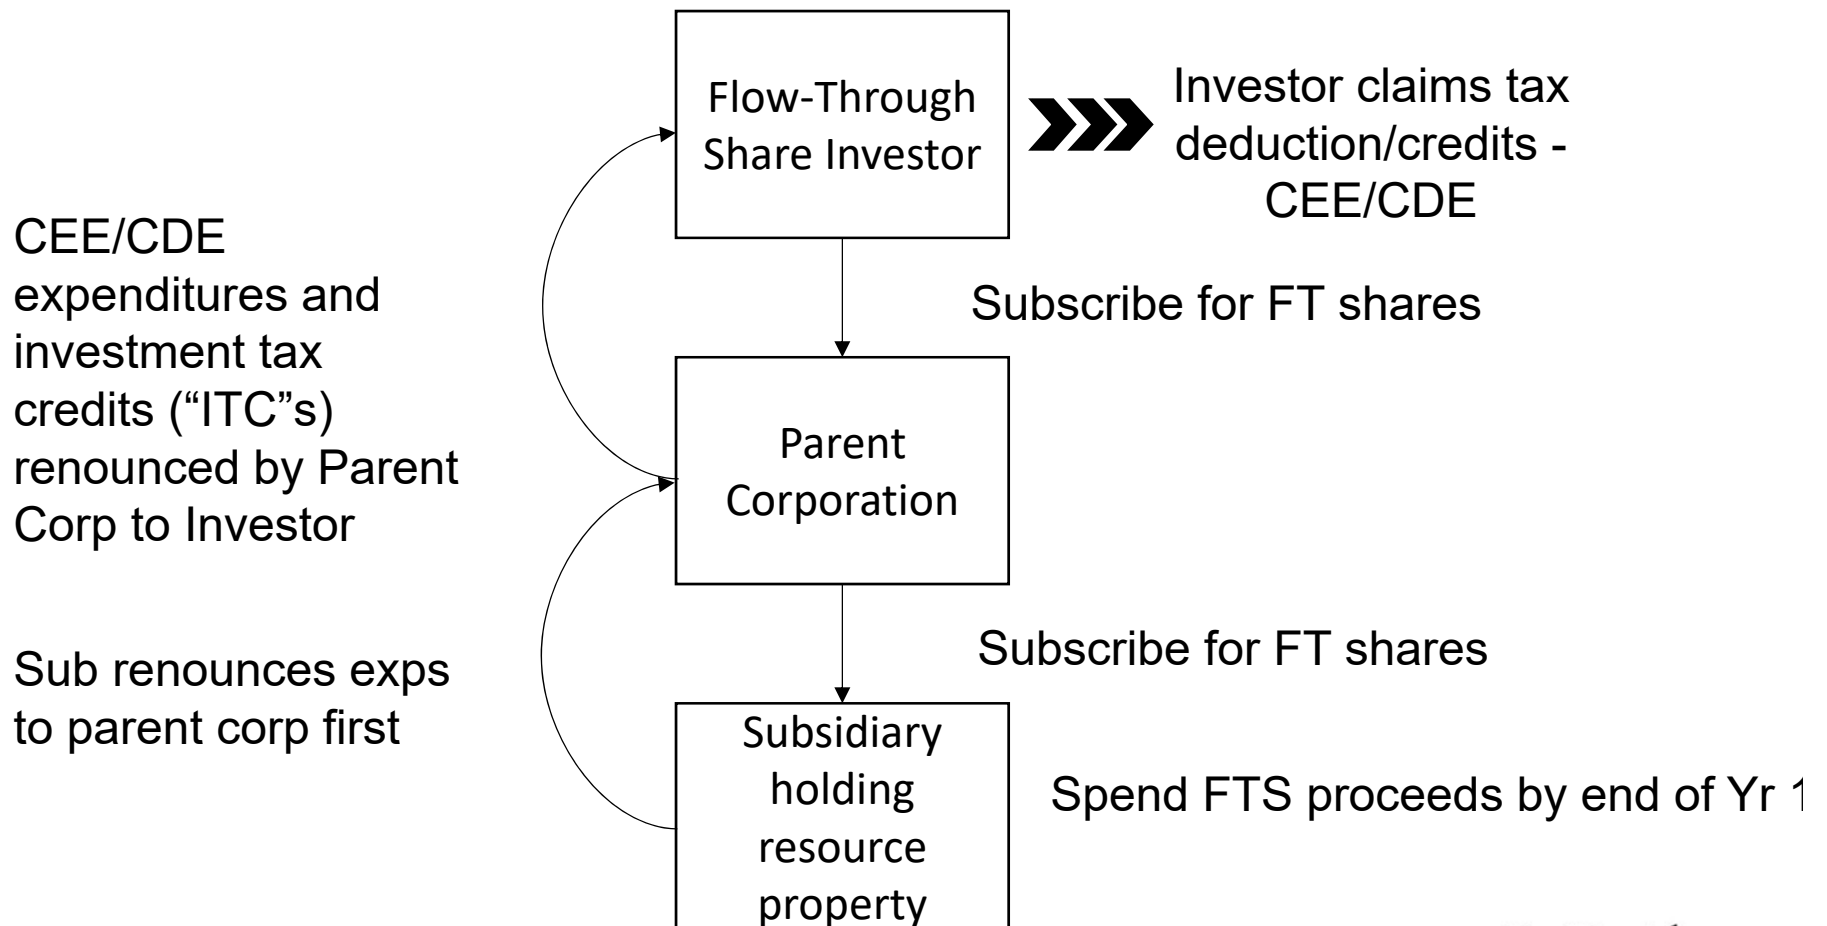 Flow-Through
Share Investor
Investor claims tax
deduction/credits -
CEE/CDE
CEE/CDE
expenditures and
investment tax
credits (“ITC”s)
renounced by Parent
Corp to Investor
Subscribe for FT shares
Parent
Corporation
Subscribe for FT shares
Sub renounces exps
to parent corp first
Subsidiary
holding
resource
property
Spend FTS proceeds by end of Yr 1